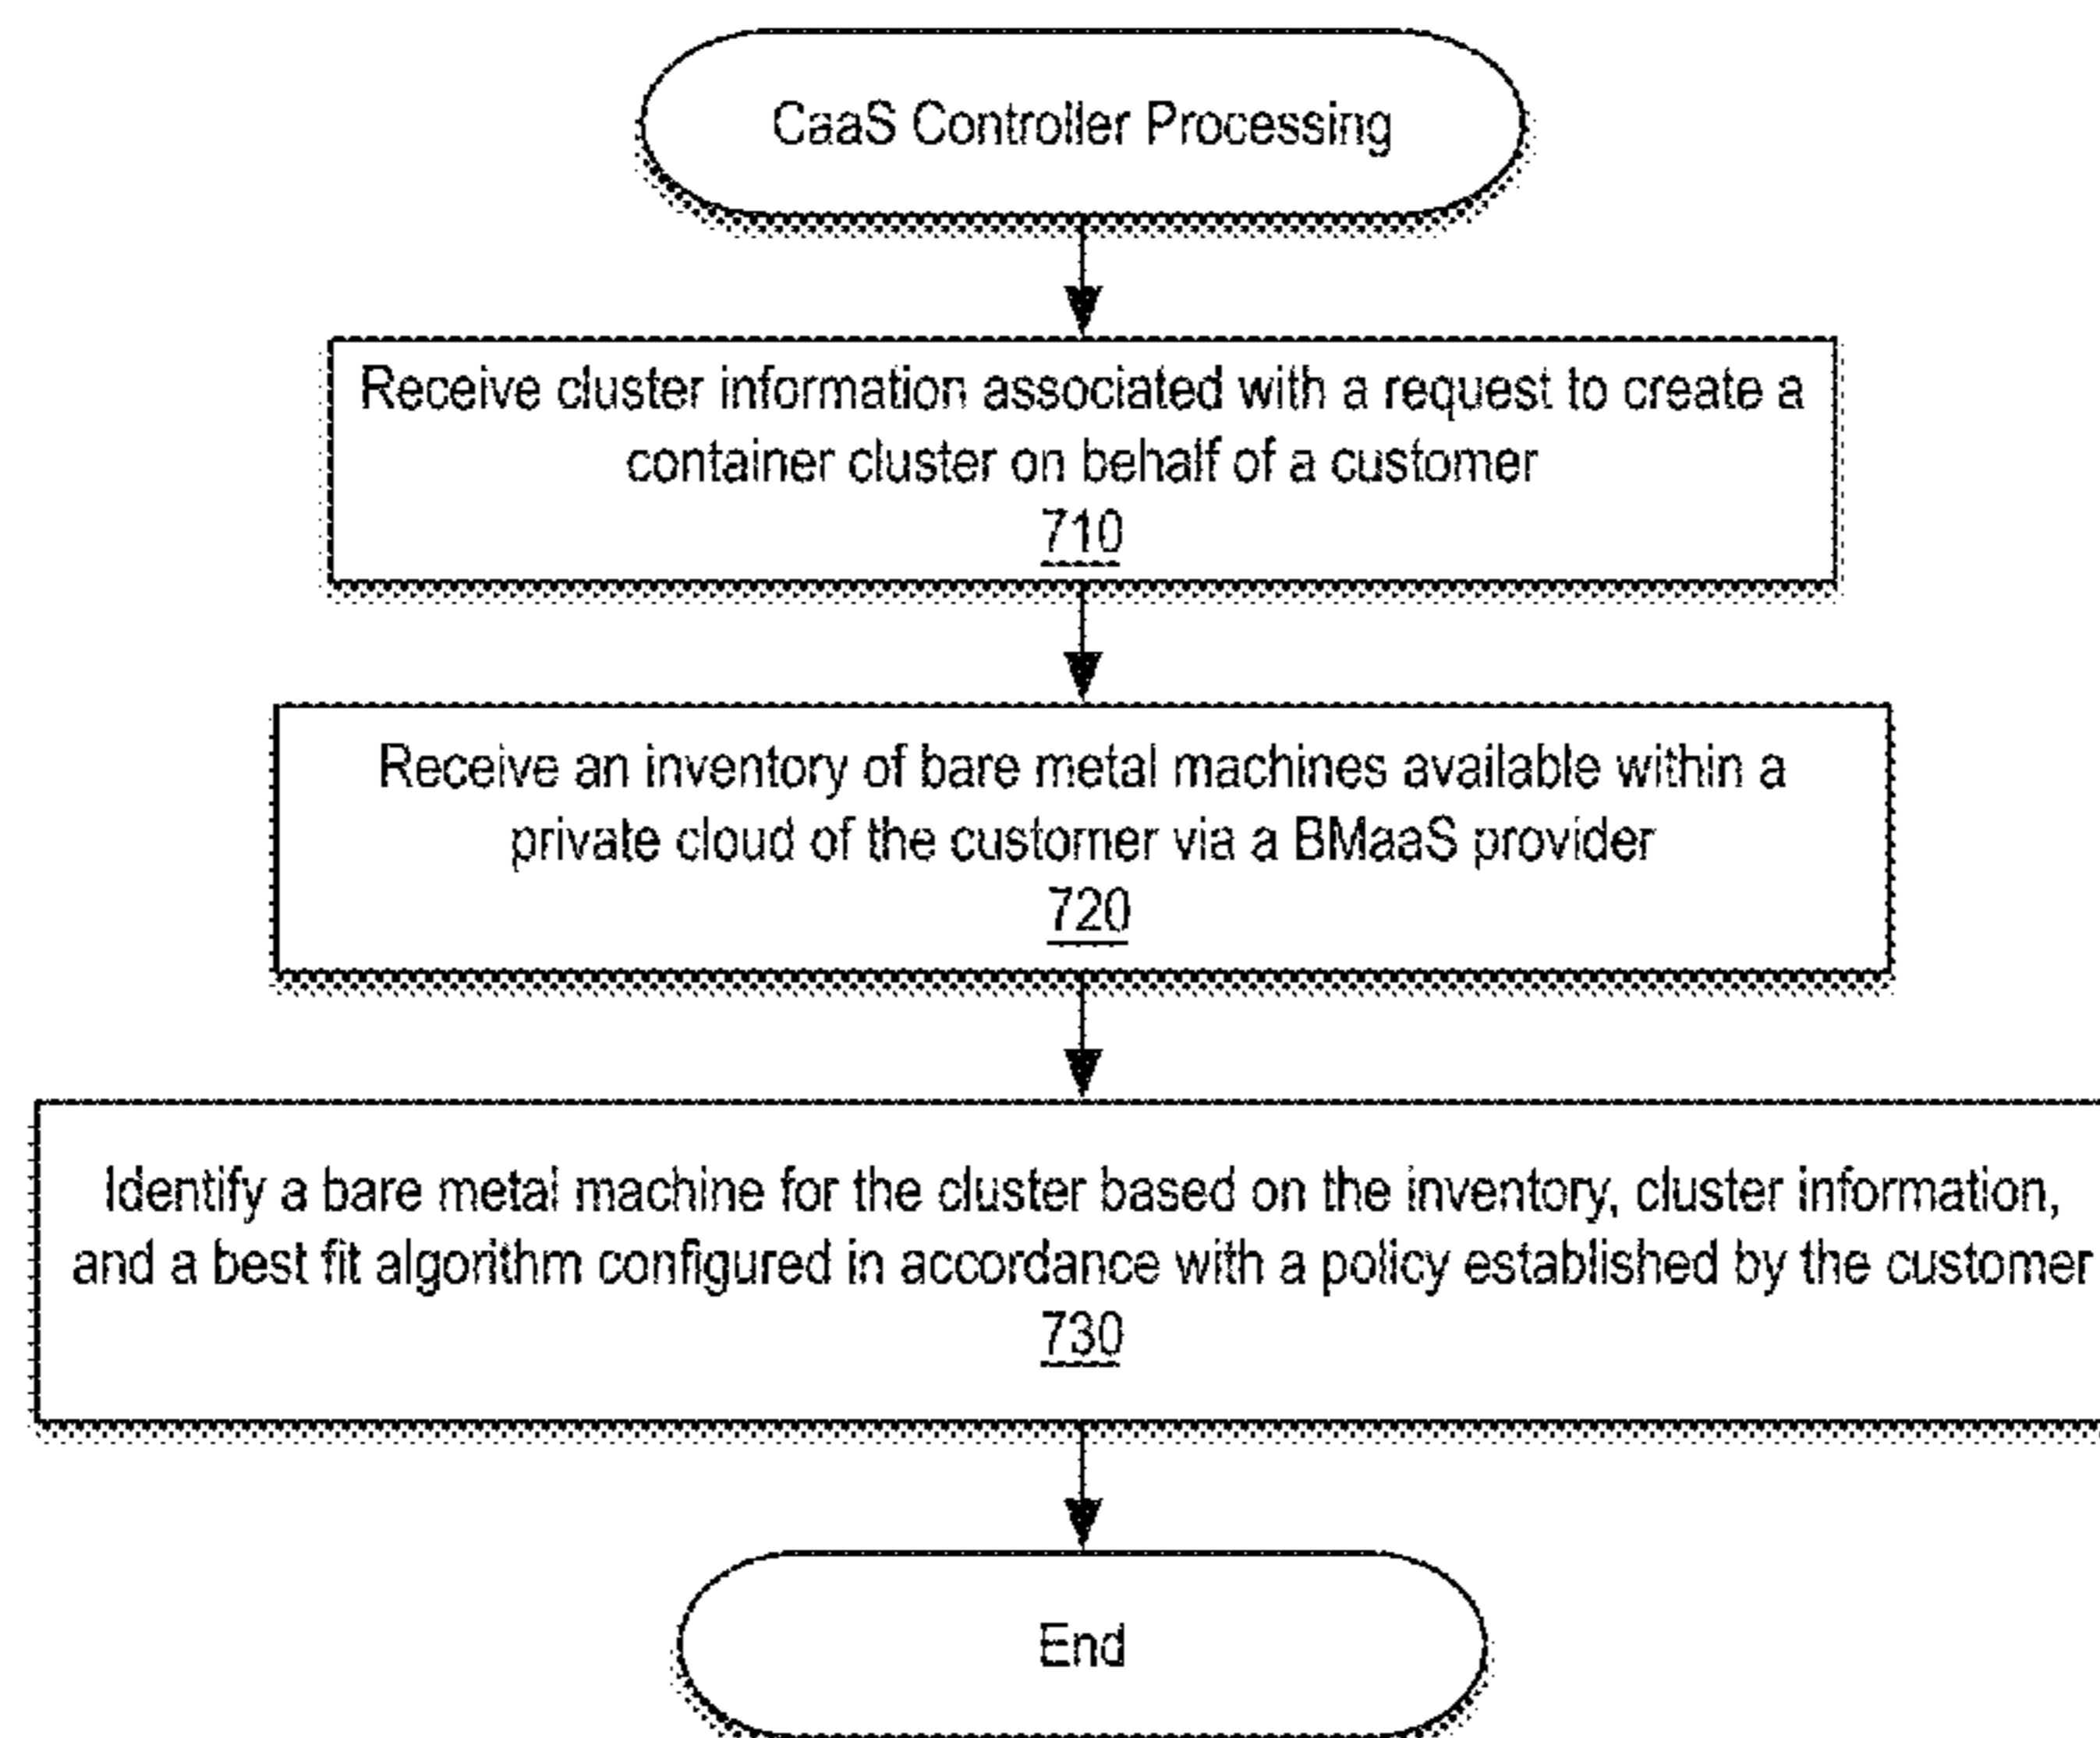 CaaS Controller Processing
Receive cluster information associated with a request to create a
container cluster on behalf of a customer
710
Receive an inventory of bare metal machines available within a
private cloud of the customer via a BMaaS provider
720
Identify a bare metal machine for the cluster based on the inventory, cluster information,
and a best fit algorithm configured in accordance with a policy established by the customer
730
End